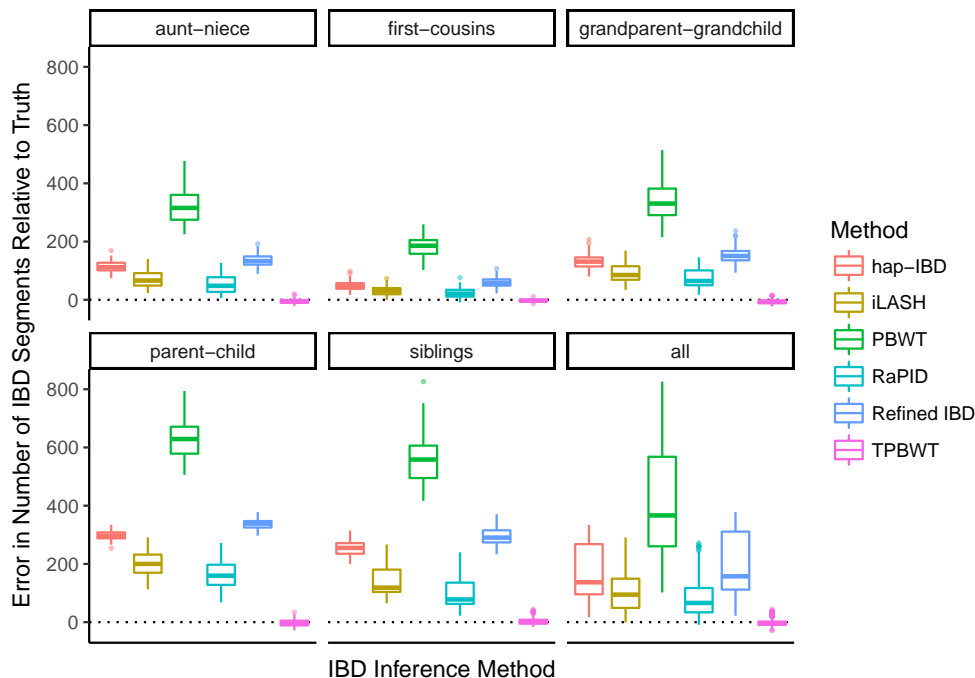 aunt−niece
first−cousins
grandparent−grandchild
800
600
400
200
0
parent−child
siblings
all
800
600
400
200
0
Error in Number of IBD Segments Relative to Truth
IBD Inference Method
Method
hap−IBD
iLASH
PBWT
RaPID
Refined IBD
TPBWT